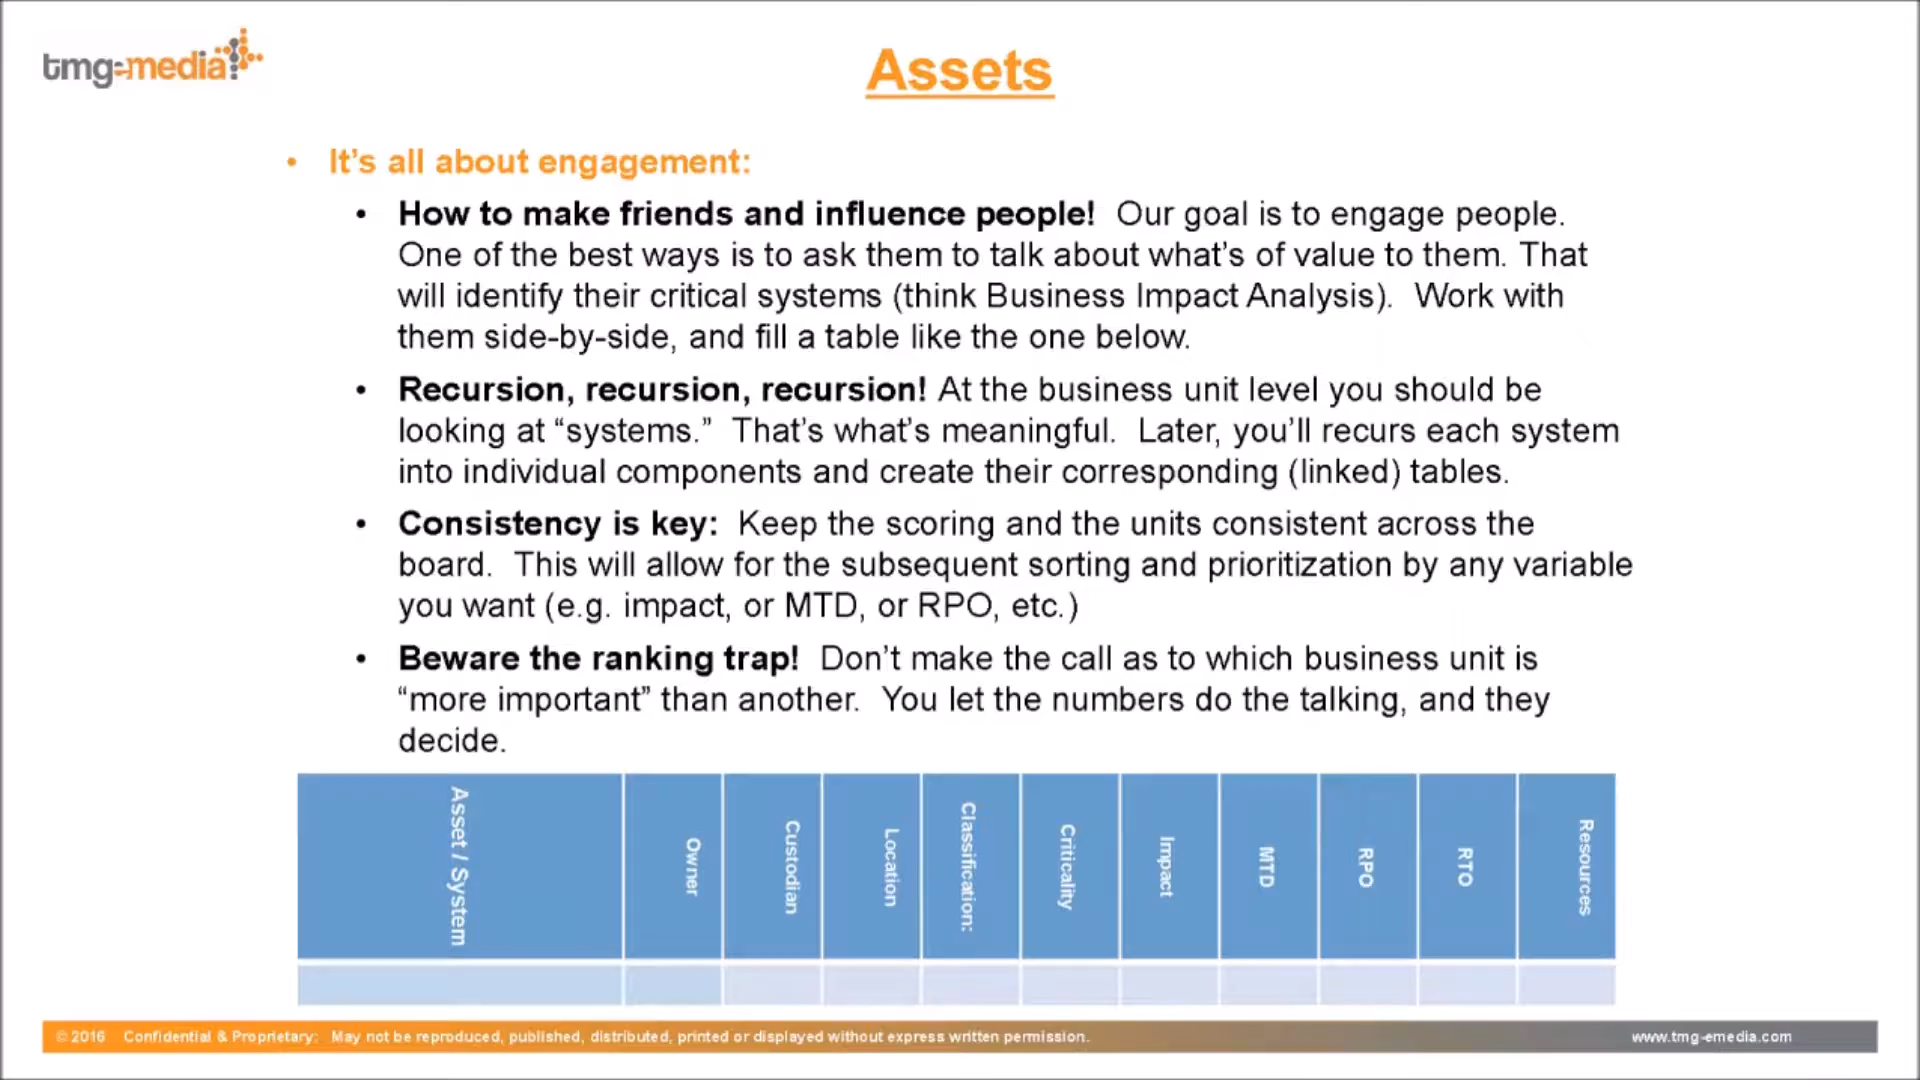 tmg-emedia
Assets
• It's all about engagement:
• How to make friends and influence people!  Our goal is to engage people.
One of the best ways is to ask them to talk about what's of value to them. That
will identify their critical systems (think Business Impact Analysis).  Work with
them side-by-side, and fill a table like the one below.
• Recursion, recursion, recursion! At the business unit level you should be
looking at “systems.”  That's what's meaningful.  Later, you'll recurs each system
into individual components and create their corresponding (linked) tables.
• Consistency is key:  Keep the scoring and the units consistent across the
board.  This will allow for the subsequent sorting and prioritization by any variable
you want (e.g. impact, or MTD, or RPO, etc.)
• Beware the ranking trap!  Don't make the call as to which business unit is
“more important” than another.  You let the numbers do the talking, and they
decide.
Asset / System
Owner
Custodian
Location
Classification:
Criticality
Impact
MTD
RPO
RTO
Resources
© 2016   Confidential & Proprietary:   May not be reproduced, published, distributed, printed or displayed without express written permission.
www.tmg-emedia.com